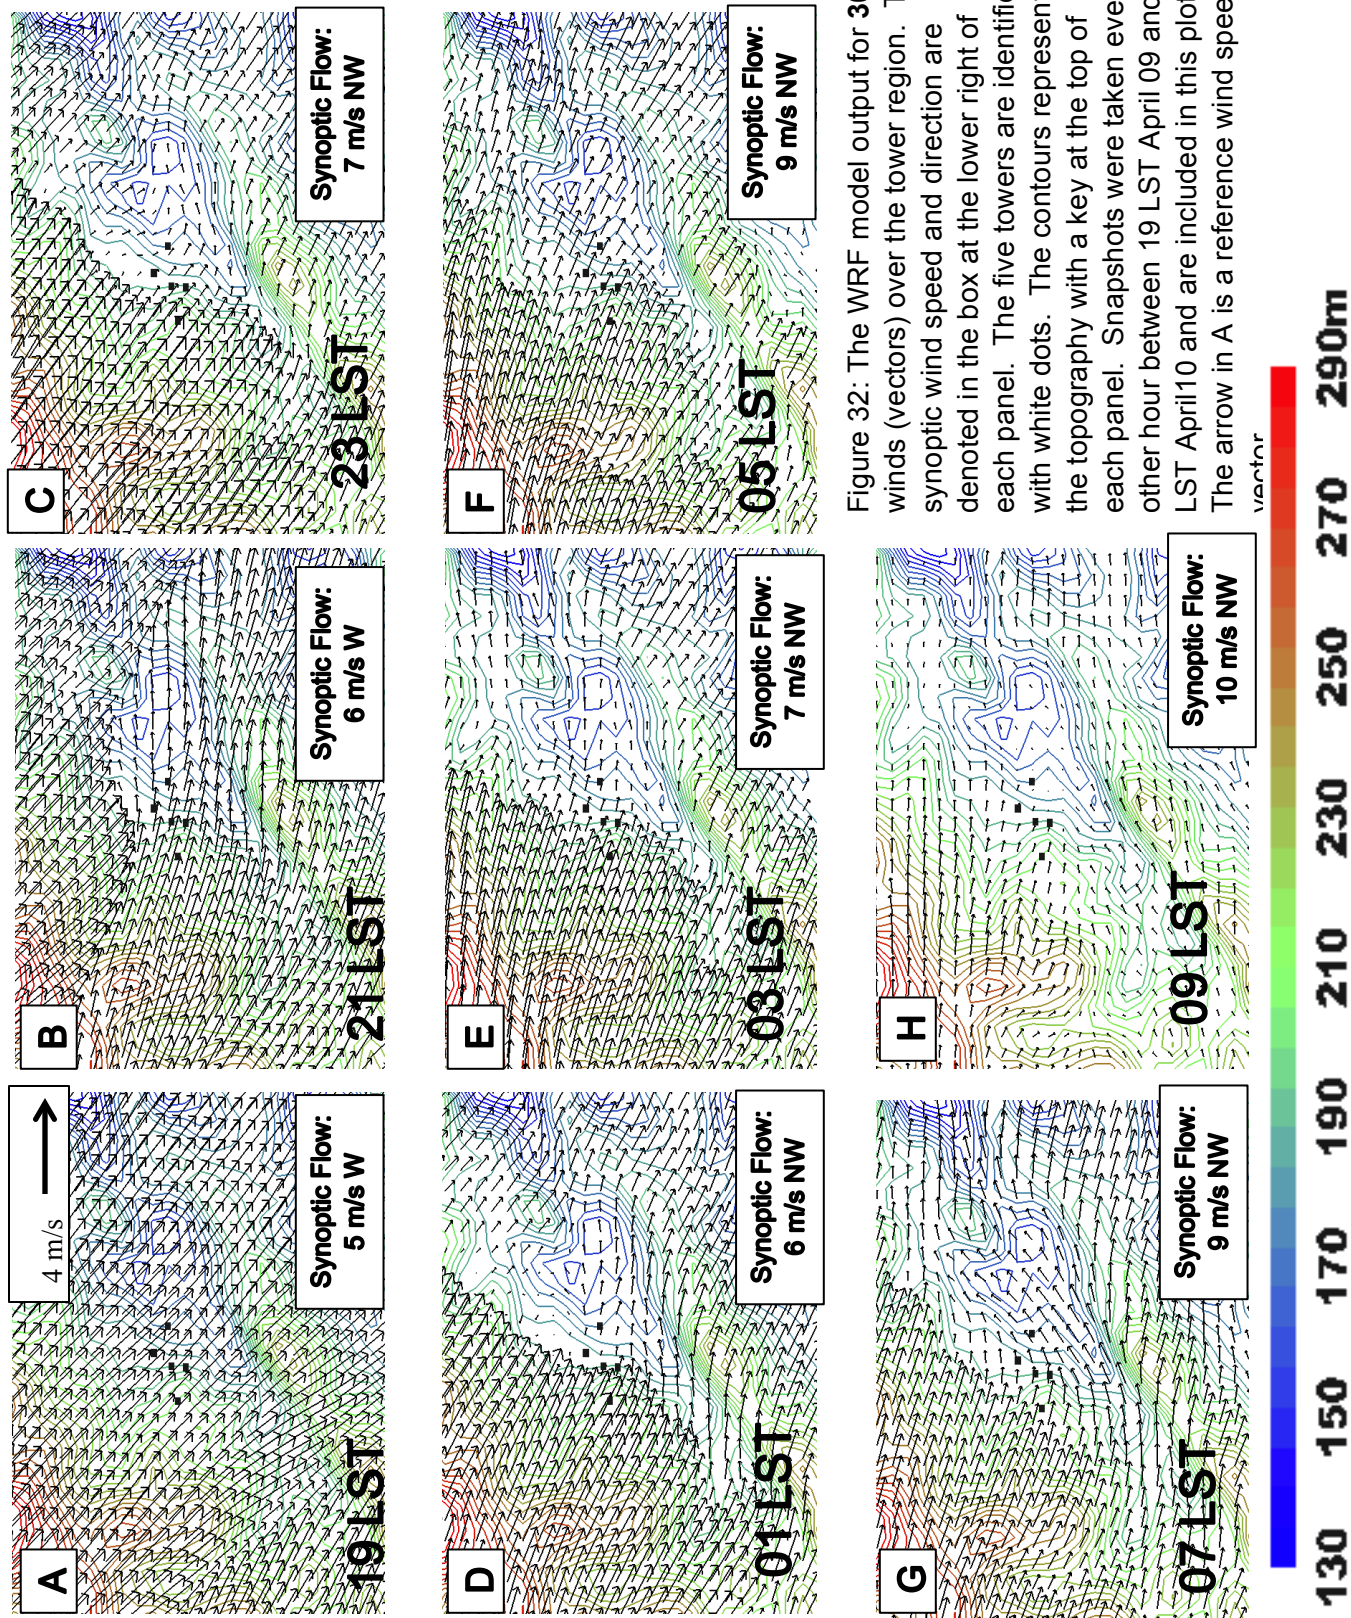 A
4 m/s
19 LST
Synoptic Flow:
5 m/s W
B
21 LST
Synoptic Flow:
6 m/s W
C
23 LST
Synoptic Flow:
7 m/s NW
D
01 LST
Synoptic Flow:
6 m/s NW
E
03 LST
Synoptic Flow:
7 m/s NW
F
05 LST
Synoptic Flow:
9 m/s NW
G
07 LST
Synoptic Flow:
9 m/s NW
H
09 LST
Synoptic Flow:
10 m/s NW
Figure 32: The WRF model output for
winds (vectors) over the tower region.
synoptic wind speed and direction are
denoted in the box at the lower right of
each panel. The five towers are
with white dots. The contours represent
the topography with a key at the top of
each panel. Snapshots were taken
other hour between 19 LST April 09 and
LST April10 and are included in this plot
The arrow in A is a reference wind
vector
130 150 170 190 210 230 250 270 290m